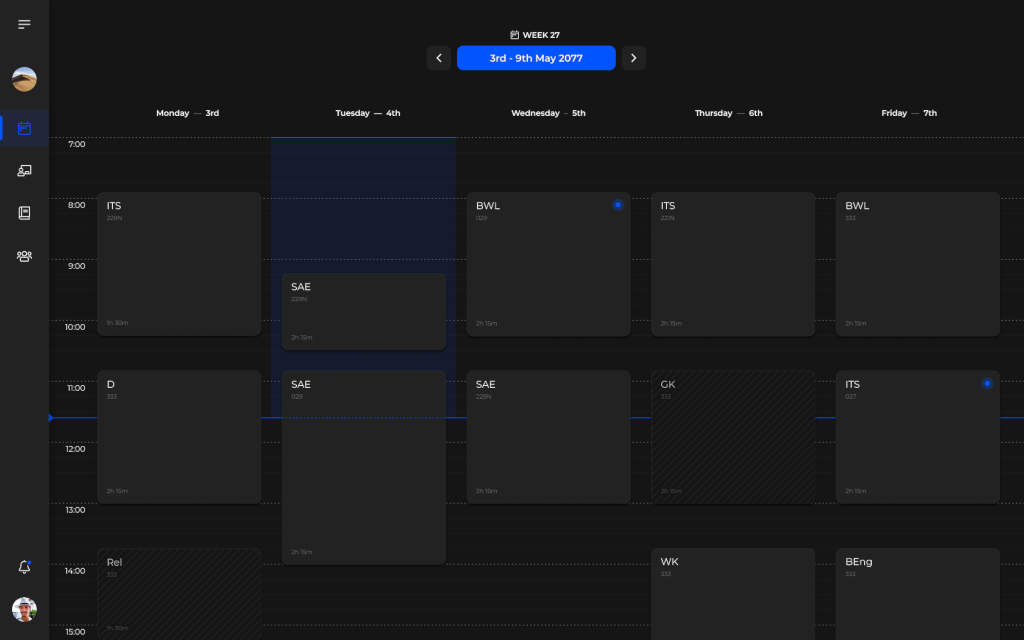 WEEK 27
3rd - 9th May 2077
Monday — 3rd
Tuesday — 4th
Wednesday – 5th
Thursday — 6th
Friday — 7th
7:00
8:00
9:00
10:00
11:00
12:00
13:00
14:00
15:00
ITS
229N
1h 30m
D
333
2h 15m
Rel
333
1h 30m
SAE
229N
2h 15m
SAE
029
2h 15m
BWL
2h 15m
SAE
229N
2h 15m
ITS
221N
2h 15m
GK
333
2h 15m
WK
333
BWL
333
2h 15m
ITS
027
2h 15m
BEng
333